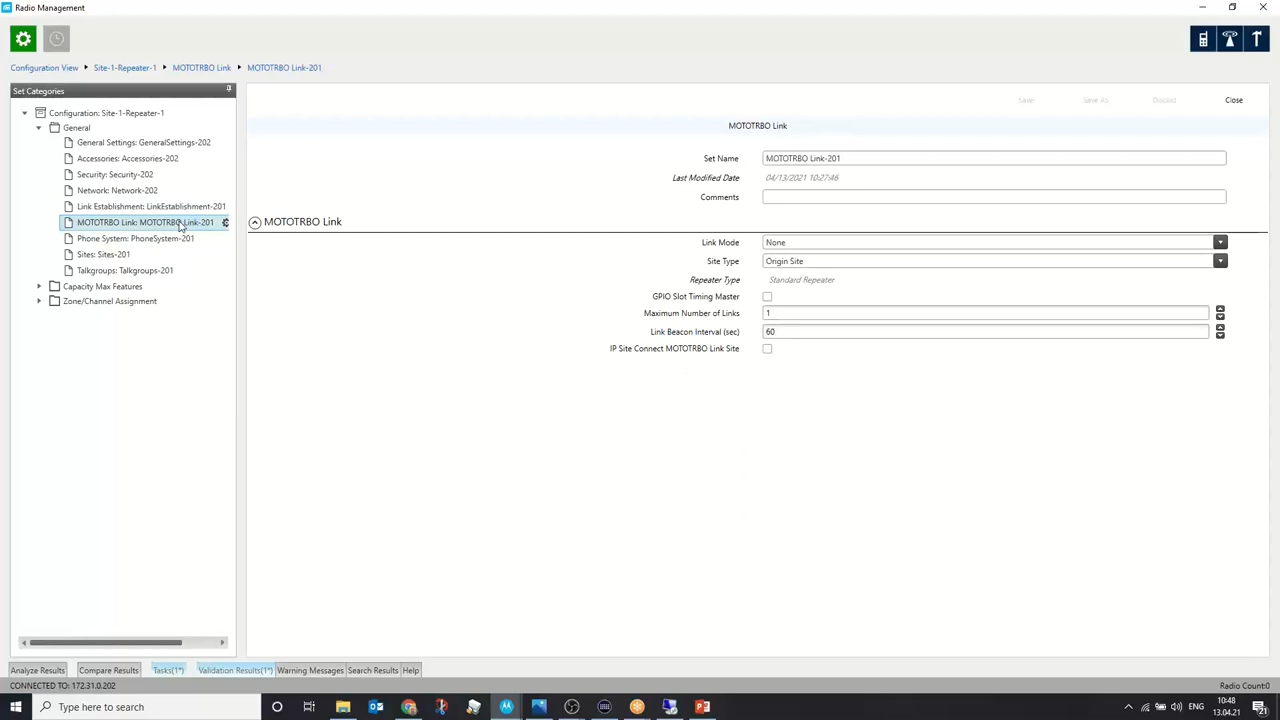 Radio Management
Configuration View Site-1-Repeater-1 MOTOTRBO Link MOTOTRBO Link-201
Set Categories
Configuration: Site-1-Repeater-1
General
General Settings: GeneralSettings-202
Accessories: Accessories-202
Security: Security-202
Network: Network-202
Link Establishment: LinkEstablishment-201
MOTOTRBO Link: MOTOTRBO Link-201
Phone System: PhoneSystem-201
Sites: Sites-201
Talkgroups: Talkgroups-201
Capacity Max Features
Zone/Channel Assignment
Save Save As Discard Close
MOTOTRBO Link
Set Name MOTOTRBO Link-201
Last Modified Date 04/13/2021 10:27:46
Comments
MOTOTRBO Link
Link Mode None
Site Type Origin Site
Repeater Type Standard Repeater
GPIO Slot Timing Master
Maximum Number of Links 1
Link Beacon Interval (sec) 60
IP Site Connect MOTOTRBO Link Site
Analyze Results Compare Results Tasks(1*) Validation Results(1*) Warning Messages Search Results Help
CONNECTED TO: 172.31.0.202 Radio Count:0
Type here to search
ENG
10:48
13.04.21
21